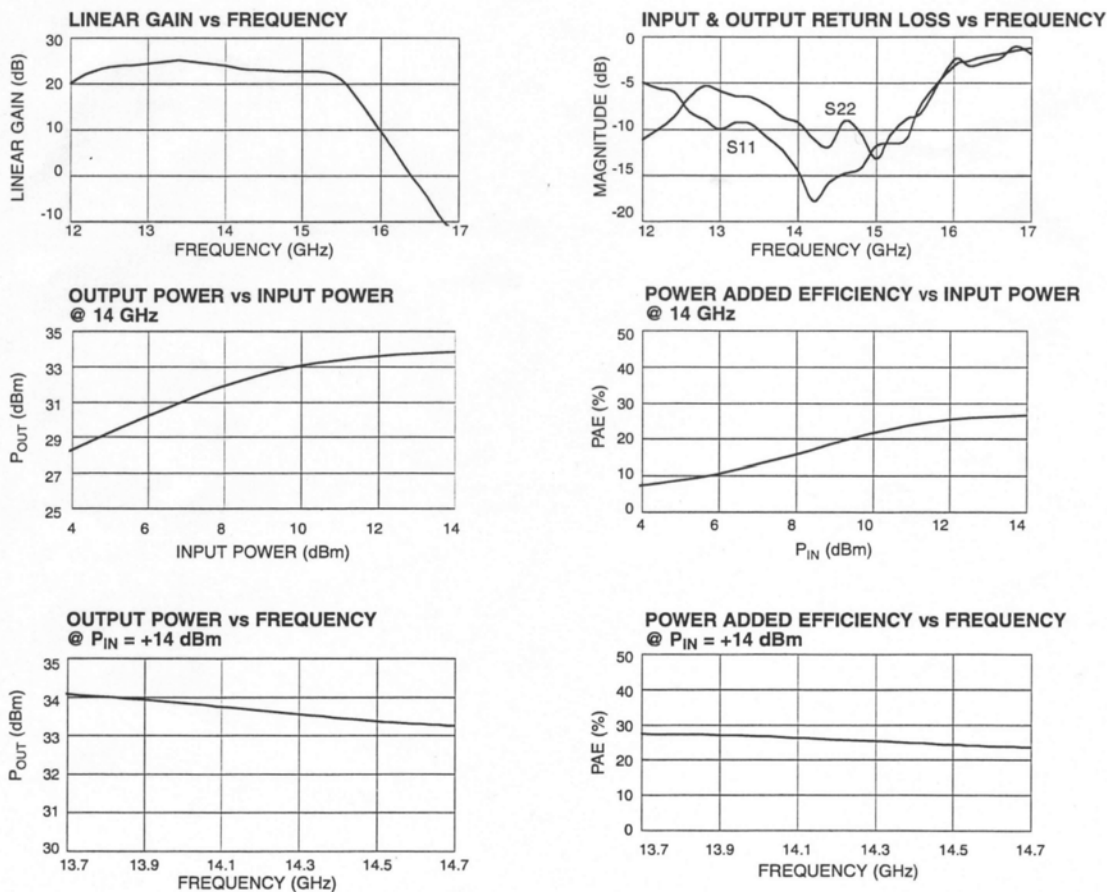 LINEAR GAIN vs FREQUENCY
LINEAR GAIN (dB)
30
20
10
0
-10
12 13 14 15 16 17
FREQUENCY (GHz)
INPUT & OUTPUT RETURN LOSS vs FREQUENCY
MAGNITUDE (dB)
0
-5
-10
-15
-20
S22
S11
12 13 14 15 16 17
FREQUENCY (GHz)
OUTPUT POWER vs INPUT POWER
@ 14 GHz
POUT (dBm)
35
33
31
29
27
25
4 6 8 10 12 14
INPUT POWER (dBm)
POWER ADDED EFFICIENCY vs INPUT POWER
@ 14 GHz
PAE (%)
50
40
30
20
10
0
4 6 8 10 12 14
PIN (dBm)
OUTPUT POWER vs FREQUENCY
@ PIN = +14 dBm
POUT (dBm)
35
34
33
32
31
30
13.7 13.9 14.1 14.3 14.5 14.7
FREQUENCY (GHz)
POWER ADDED EFFICIENCY vs FREQUENCY
@ PIN = +14 dBm
PAE (%)
50
40
30
20
10
0
13.7 13.9 14.1 14.3 14.5 14.7
FREQUENCY (GHz)